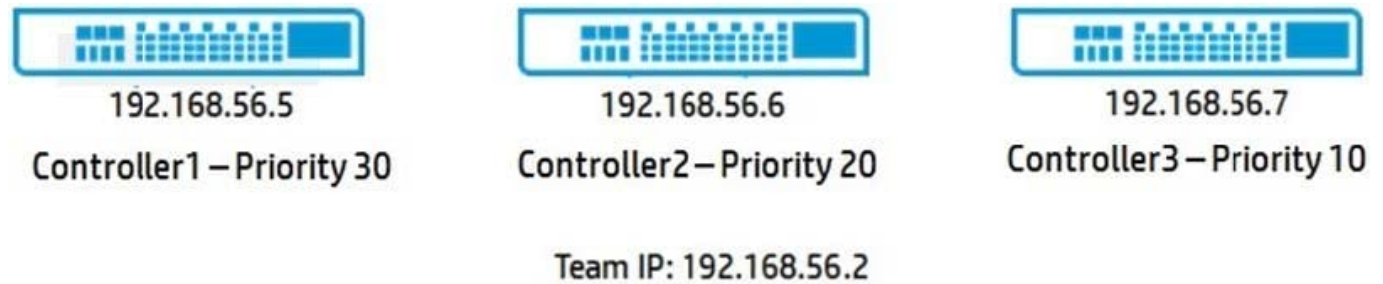 192.168.56.5
Controller1 – Priority 30
192.168.56.6
Controller2 – Priority 20
192.168.56.7
Controller3 – Priority 10
Team IP: 192.168.56.2